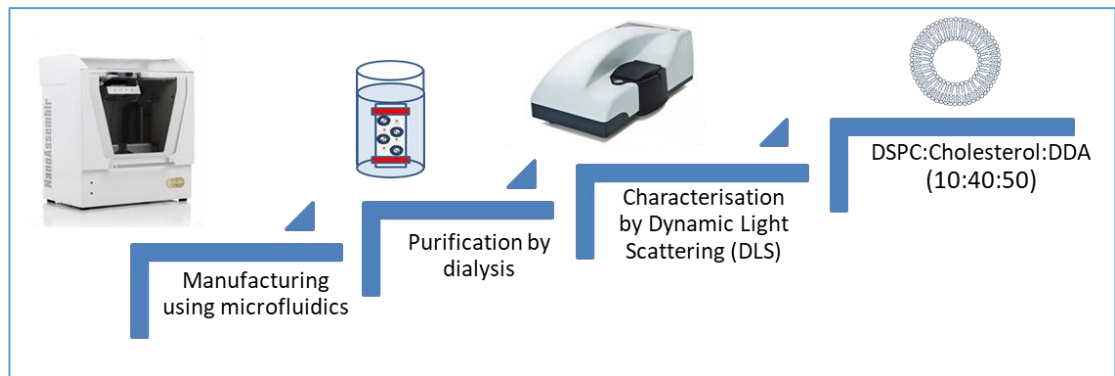 NanoAssemblr
Manufacturing
using microfluidics
Purification by
dialysis
Characterisation
by Dynamic Light
Scattering (DLS)
DSPC:Cholesterol:DDA
(10:40:50)